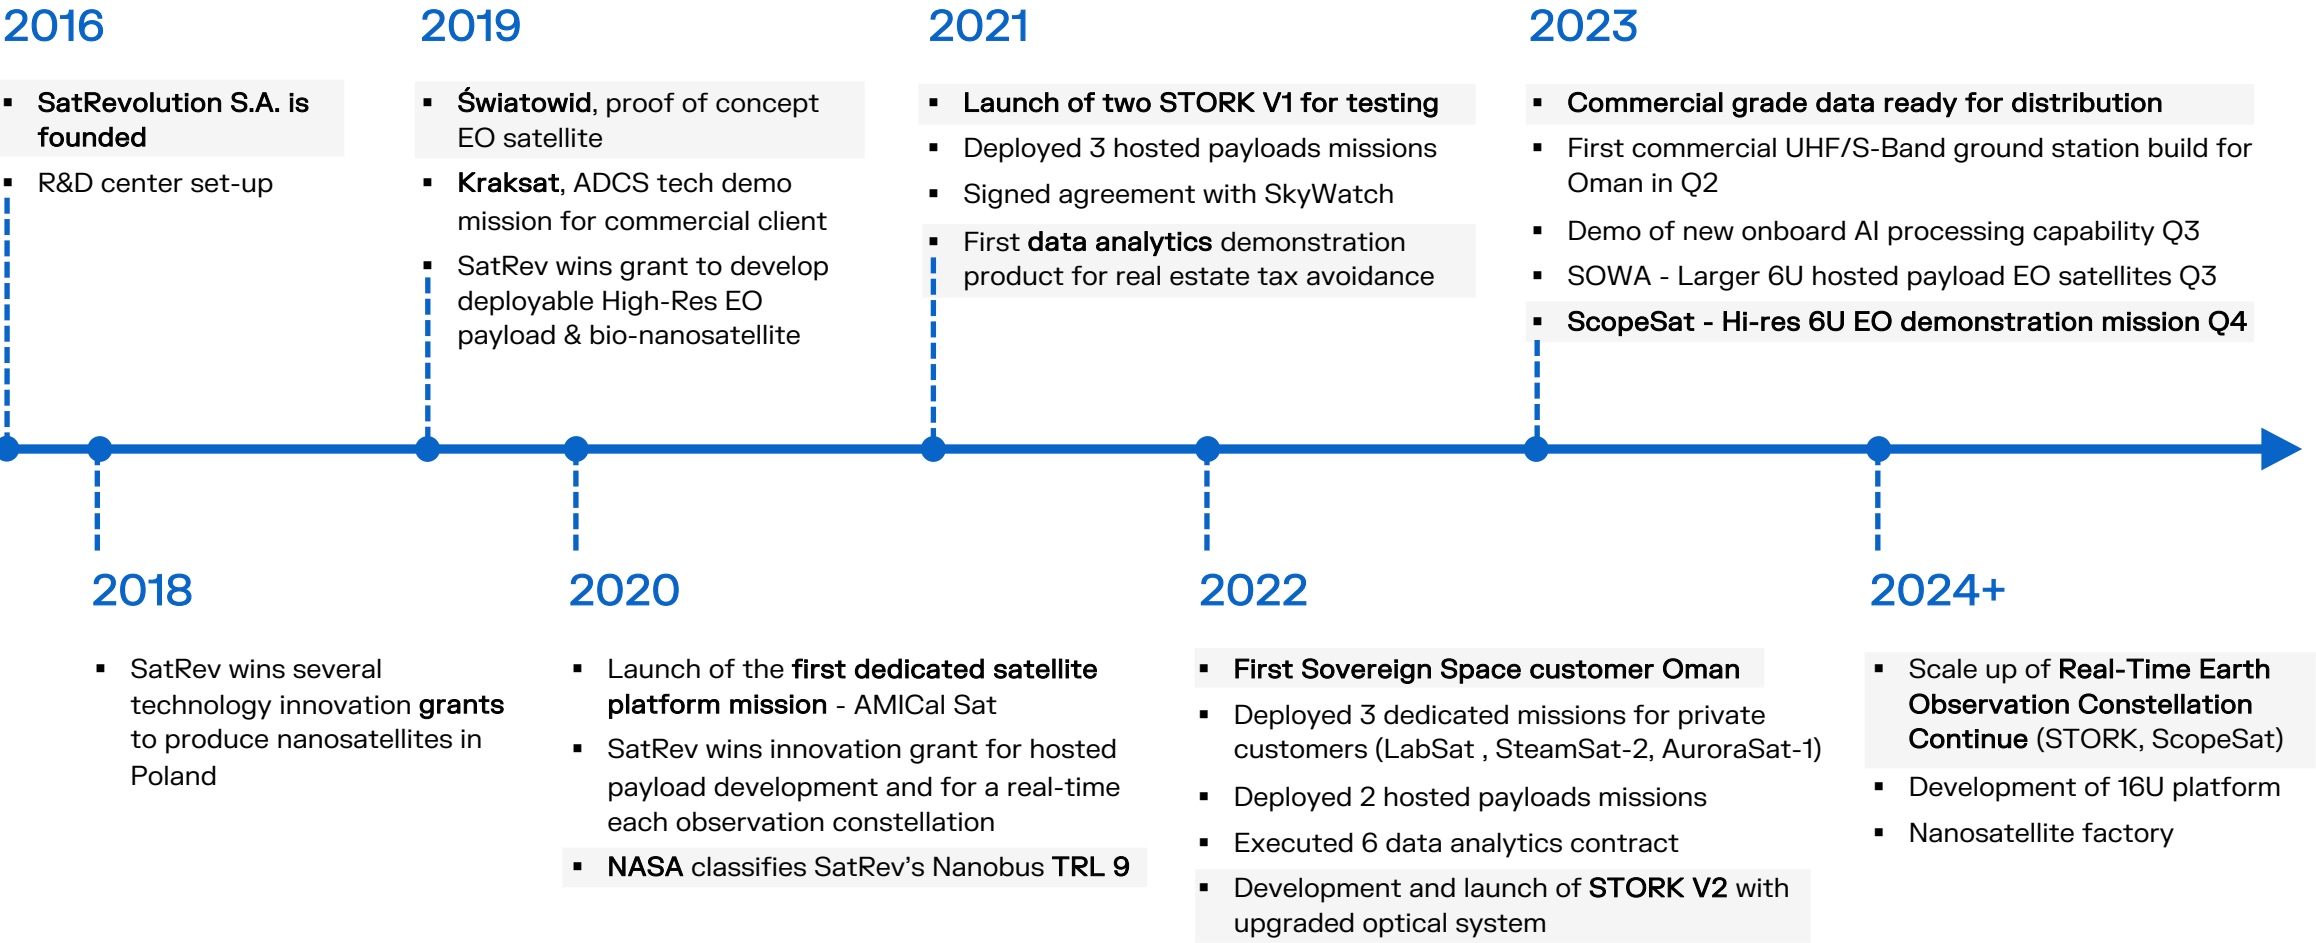 2016
▪ SatRevolution S.A. is
founded
▪ R&D center set-up
2019
▪ Światowid, proof of concept
EO satellite
▪ Kraksat, ADCS tech demo
mission for commercial client
▪ SatRev wins grant to develop
deployable High-Res EO
payload & bio-nanosatellite
2021
▪ Launch of two STORK V1 for testing
▪ Deployed 3 hosted payloads missions
▪ Signed agreement with SkyWatch
▪ First data analytics demonstration
product for real estate tax avoidance
2023
▪ Commercial grade data ready for distribution
▪ First commercial UHF/S-Band ground station build for
Oman in Q2
▪ Demo of new onboard AI processing capability Q3
▪ SOWA - Larger 6U hosted payload EO satellites Q3
▪ ScopeSat - Hi-res 6U EO demonstration mission Q4
2018
▪ SatRev wins several
technology innovation grants
to produce nanosatellites in
Poland
2020
▪ Launch of the first dedicated satellite
platform mission - AMICal Sat
▪ SatRev wins innovation grant for hosted
payload development and for a real-time
each observation constellation
▪ NASA classifies SatRev's Nanobus TRL 9
2022
▪ First Sovereign Space customer Oman
▪ Deployed 3 dedicated missions for private
customers (LabSat , SteamSat-2, AuroraSat-1)
▪ Deployed 2 hosted payloads missions
▪ Executed 6 data analytics contract
▪ Development and launch of STORK V2 with
upgraded optical system
2024+
▪ Scale up of Real-Time Earth
Observation Constellation
Continue (STORK, ScopeSat)
▪ Development of 16U platform
▪ Nanosatellite factory